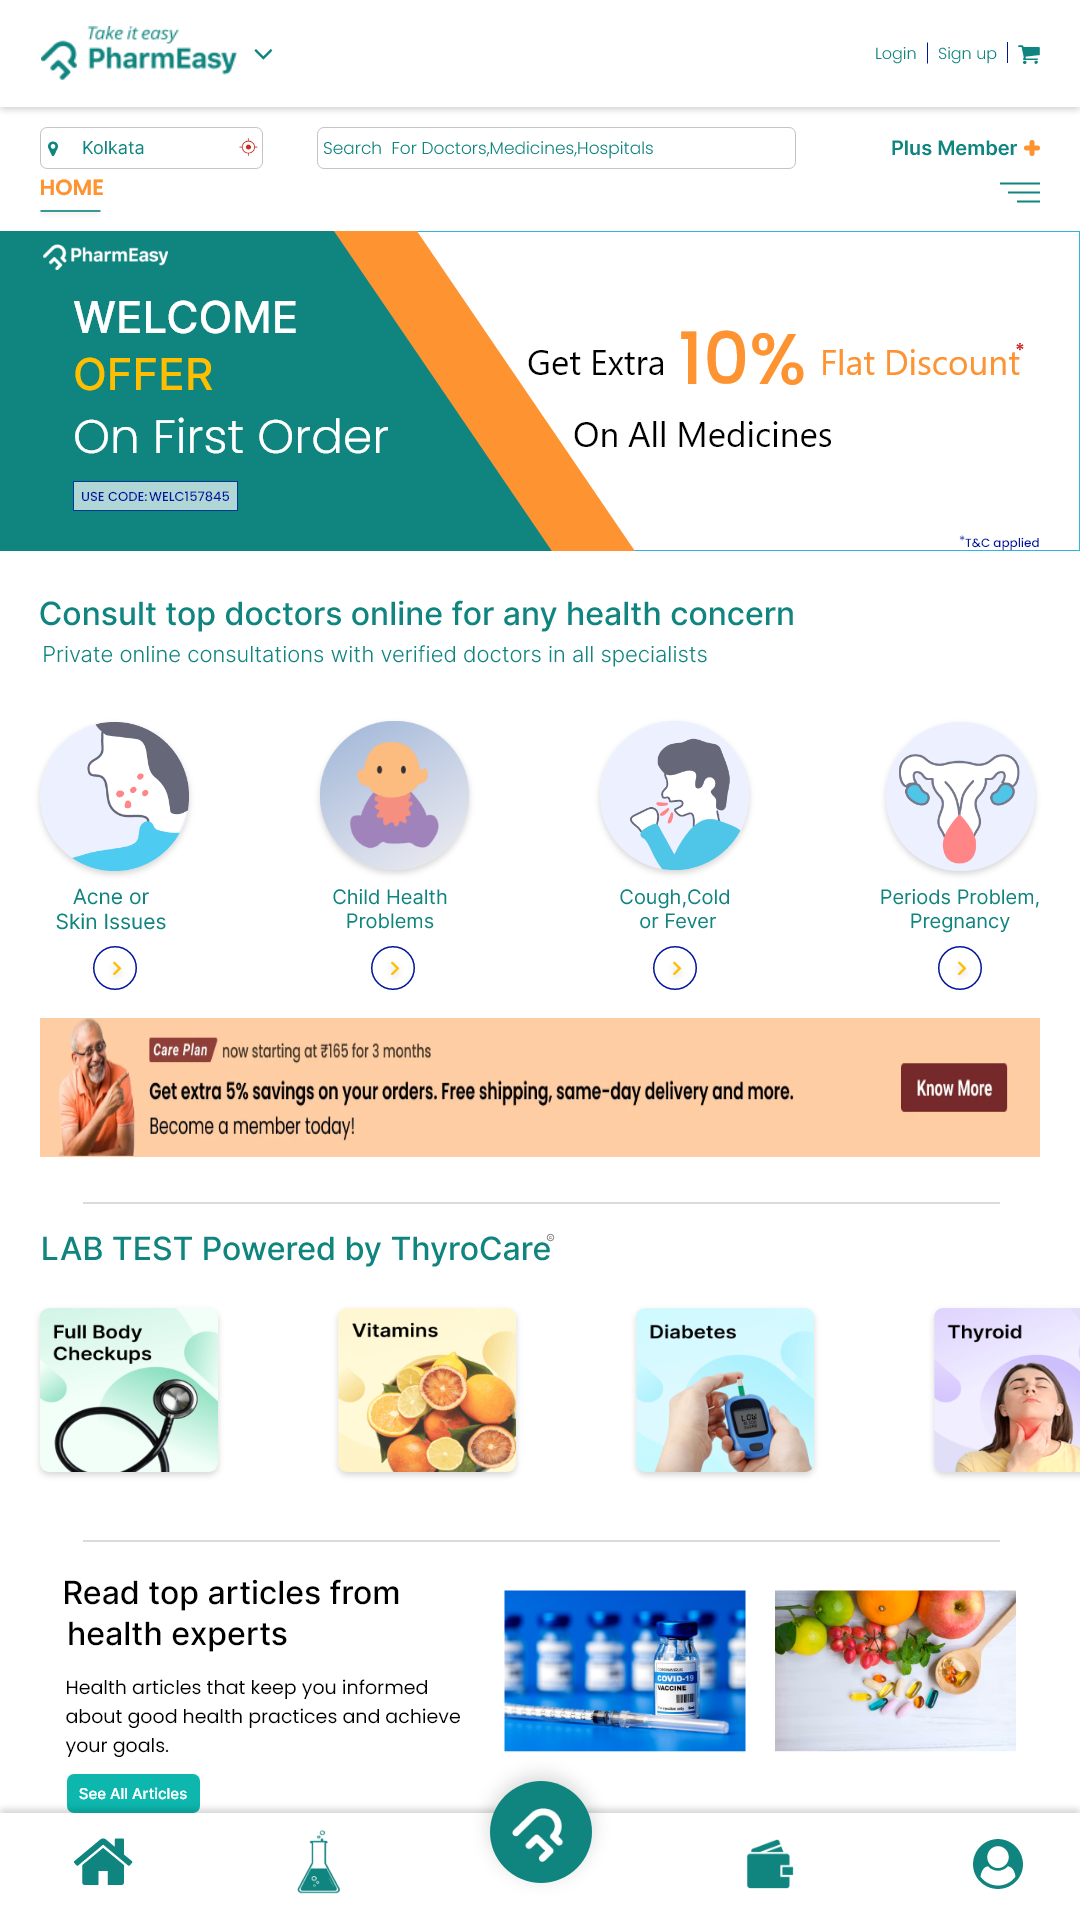 Take it easy
PharmEasy
Login
Sign up
Kolkata
Search For Doctors,Medicines,Hospitals
Plus Member
HOME
PharmEasy
WELCOME
OFFER
On First Order
USE CODE:WELC157845
Get Extra 10% Flat Discount*
On All Medicines
*T&C applied
Consult top doctors online for any health concern
Private online consultations with verified doctors in all specialists
Acne or
Skin Issues
Child Health
Problems
Cough,Cold
or Fever
Periods Problem,
Pregnancy
Care Plan now starting at ₹165 for 3 months
Get extra 5% savings on your orders. Free shipping, same-day delivery and more.
Become a member today!
Know More
LAB TEST Powered by ThyroCare©
Full Body
Checkups
Vitamins
Diabetes
LOW
Thyroid
Read top articles from
health experts
Health articles that keep you informed
about good health practices and achieve
your goals.
See All Articles
CORONAVIRUS
COVID-19
VACCINE